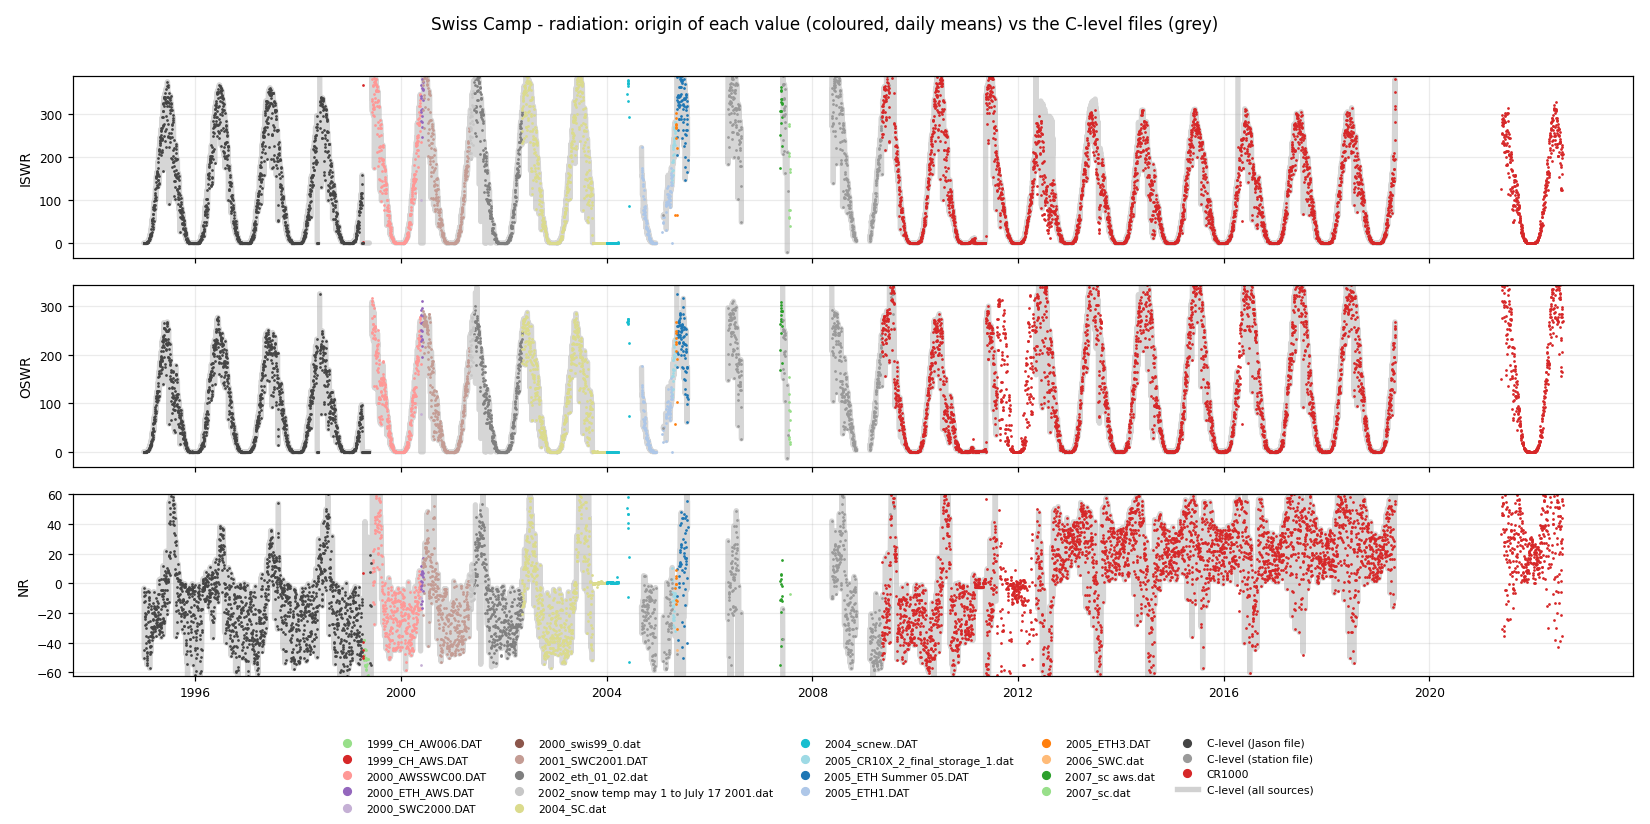 Swiss Camp - radiation: origin of each value (coloured, daily means) vs the C-level files (grey)
300
200
100
0
ISWR
300
200
100
0
OSWR
60
40
20
0
−20
−40
−60
NR
1996 2000 2004 2008 2012 2016 2020
1999_CH_AW006.DAT
1999_CH_AWS.DAT
2000_AWSSWC00.DAT
2000_ETH_AWS.DAT
2000_SWC2000.DAT
2000_swis99_0.dat
2001_SWC2001.DAT
2002_eth_01_02.dat
2002_snow temp may 1 to July 17 2001.dat
2004_SC.dat
2004_scnew..DAT
2005_CR10X_2_final_storage_1.dat
2005_ETH Summer 05.DAT
2005_ETH1.DAT
2005_ETH3.DAT
2006_SWC.dat
2007_sc aws.dat
2007_sc.dat
C-level (Jason file)
C-level (station file)
CR1000
C-level (all sources)